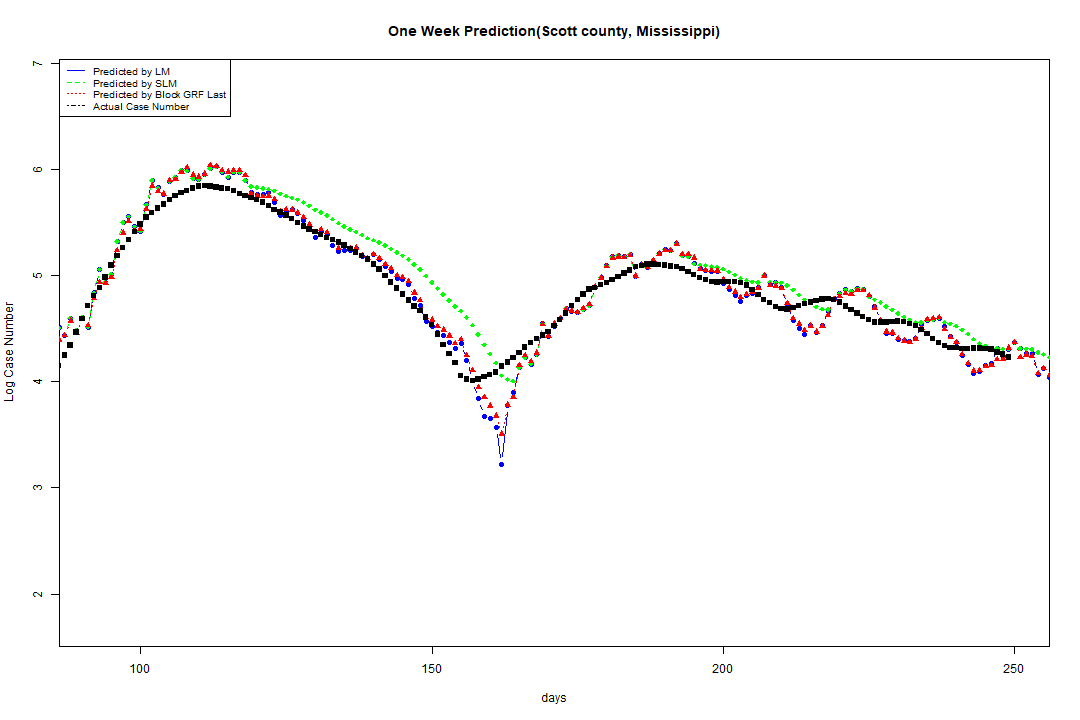 One Week Prediction(Scott county, Mississippi)
Predicted by LM
Predicted by SLM
Predicted by Block GRF Last
Actual Case Number
Log Case Number
7
6
5
4
3
2
100 150 200 250
days